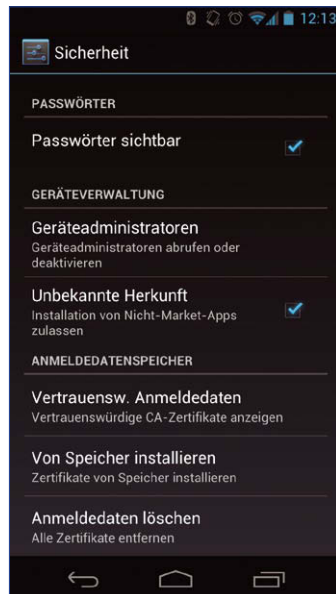 12:13
Sicherheit
PASSWÖRTER
Passwörter sichtbar
GERÄTEVERWALTUNG
Geräteadministratoren
Geräteadministratoren abrufen oder
deaktivieren
Unbekannte Herkunft
Installation von Nicht-Market-Apps
zulassen
ANMELDEDATENSPEICHER
Vertrauensw. Anmeldedaten
Vertrauenswürdige CA-Zertifikate anzeigen
Von Speicher installieren
Zertifikate von Speicher installieren
Anmeldedaten löschen
Alle Zertifikate entfernen